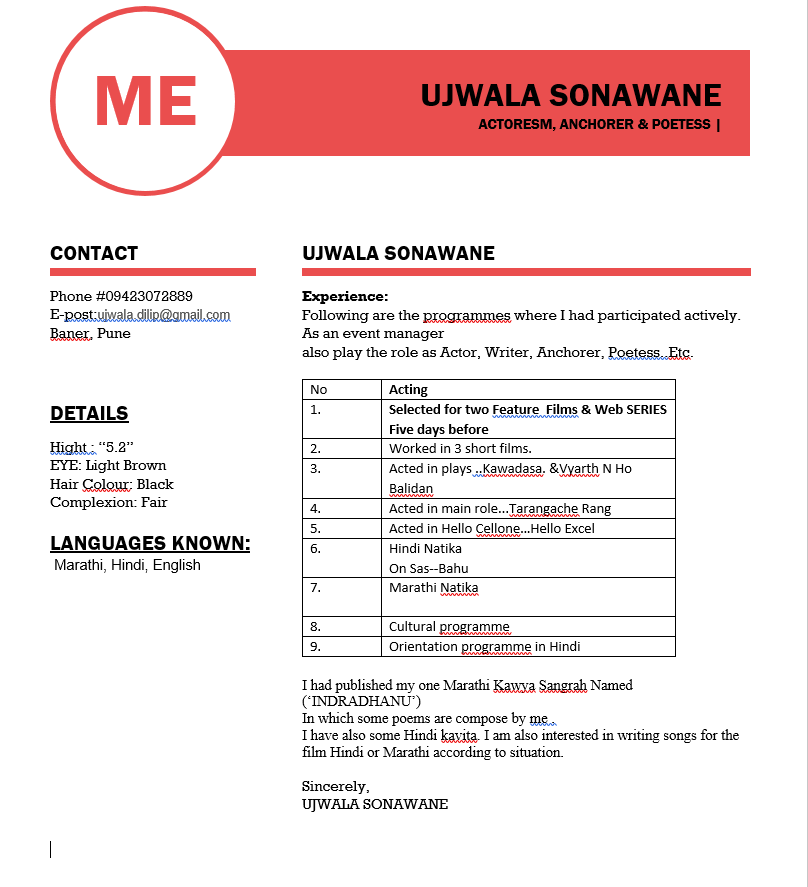 ME
UJWALA SONAWANE
ACTORESM, ANCHORER & POETESS |
CONTACT
Phone #09423072889
E-post:ujwala.dilip@gmail.com
Baner, Pune
DETAILS
Hight : “5.2”
EYE: Light Brown
Hair Colour: Black
Complexion: Fair
LANGUAGES KNOWN:
Marathi, Hindi, English
UJWALA SONAWANE
Experience:
Following are the programmes where I had participated actively.
As an event manager
also play the role as Actor, Writer, Anchorer, Poetess..Etc.
No Acting
1. Selected for two Feature Films & Web SERIES
Five days before
2. Worked in 3 short films.
3. Acted in plays ..Kawadasa. &Vyarth N Ho
Balidan
4. Acted in main role...Tarangache Rang
5. Acted in Hello Cellone...Hello Excel
6. Hindi Natika
On Sas--Bahu
7. Marathi Natika
8. Cultural programme
9. Orientation programme in Hindi
I had published my one Marathi Kawya Sangrah Named
(‘INDRADHANU’)
In which some poems are compose by me .
I have also some Hindi kavita. I am also interested in writing songs for the
film Hindi or Marathi according to situation.
Sincerely,
UJWALA SONAWANE